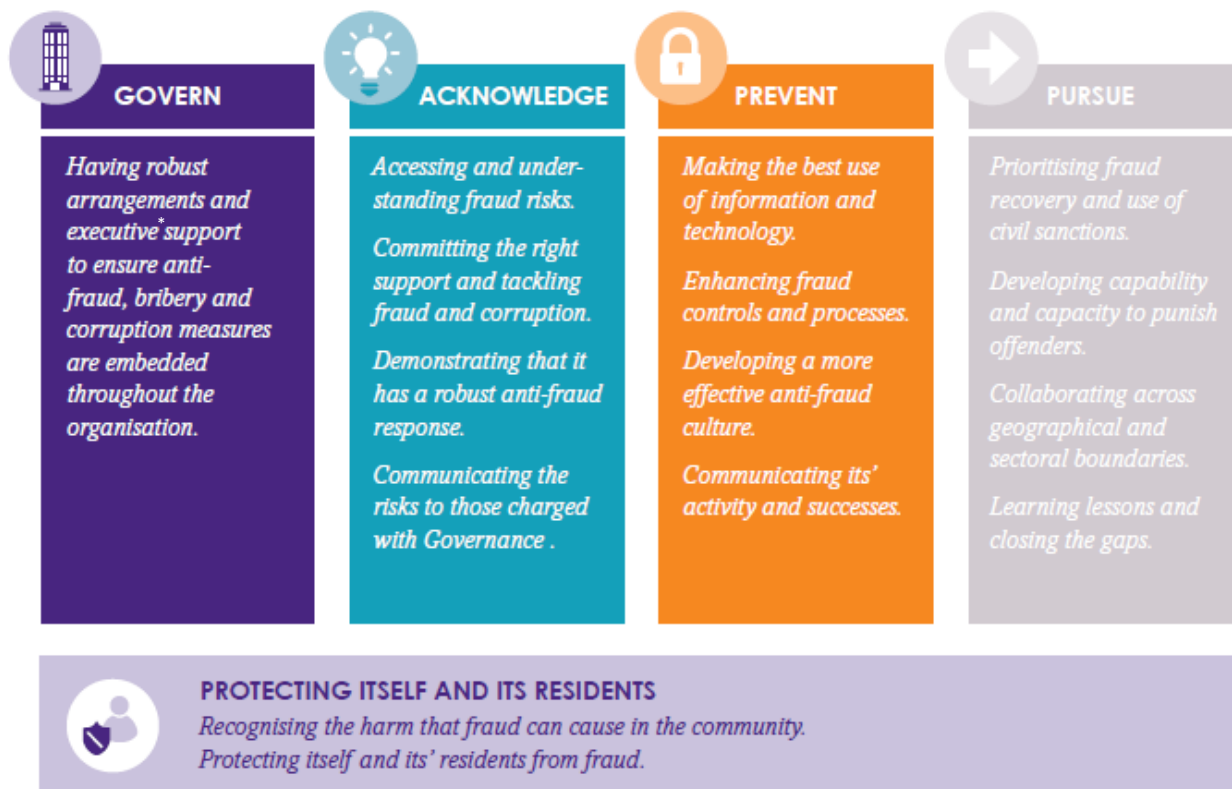 GOVERN
Having robust
arrangements and
executive* support
to ensure anti-
fraud, bribery and
corruption measures
are embedded
throughout the
organisation.
ACKNOWLEDGE
Accessing and under-
standing fraud risks.
Committing the right
support and tackling
fraud and corruption.
Demonstrating that it
has a robust anti-fraud
response.
Communicating the
risks to those charged
with Governance .
PREVENT
Making the best use
of information and
technology.
Enhancing fraud
controls and processes.
Developing a more
effective anti-fraud
culture.
Communicating its’
activity and successes.
PURSUE
Prioritising fraud
recovery and use of
civil sanctions.
Developing capability
and capacity to punish
offenders.
Collaborating across
geographical and
sectoral boundaries.
Learning lessons and
closing the gaps.
PROTECTING ITSELF AND ITS RESIDENTS
Recognising the harm that fraud can cause in the community.
Protecting itself and its’ residents from fraud.